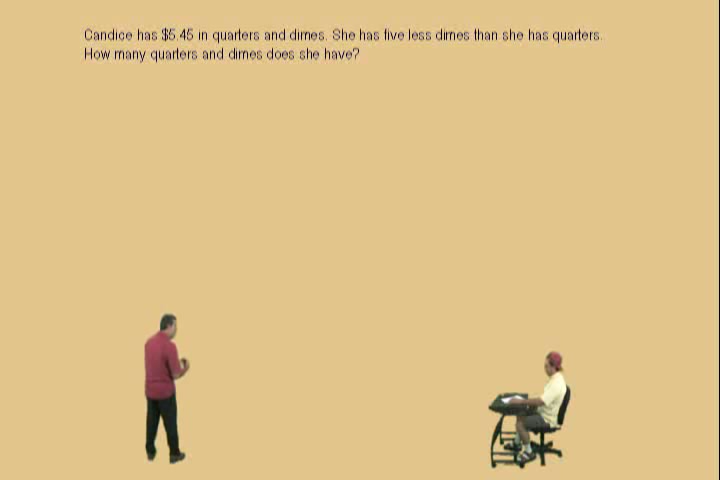 Candice has $5.45 in quarters and dimes. She has five less dimes than she has quarters.
How many quarters and dimes does she have?